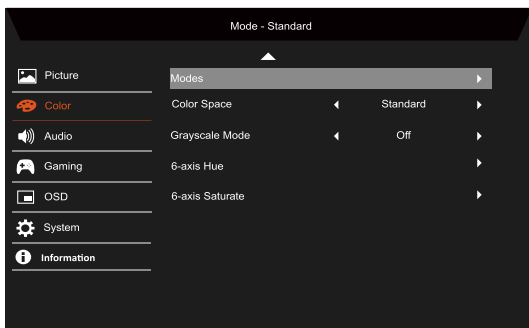 Mode - Standard
Picture
Color
Audio
Gaming
OSD
System
Information
Modes
Color Space Standard
Grayscale Mode Off
6-axis Hue
6-axis Saturate